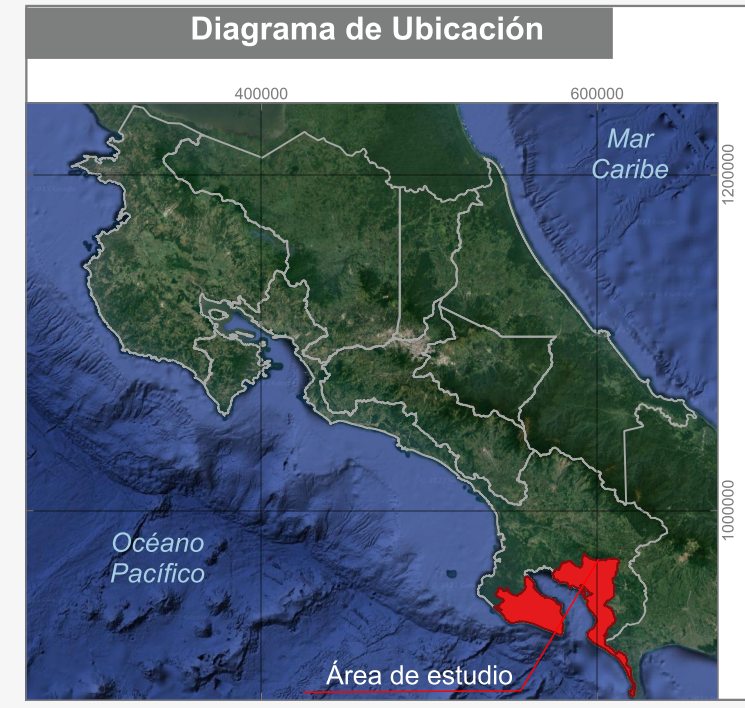 Diagrama de Ubicación
400000
600000
Mar
Caribe
1200000
Océano
Pacífico
1000000
Área de estudio